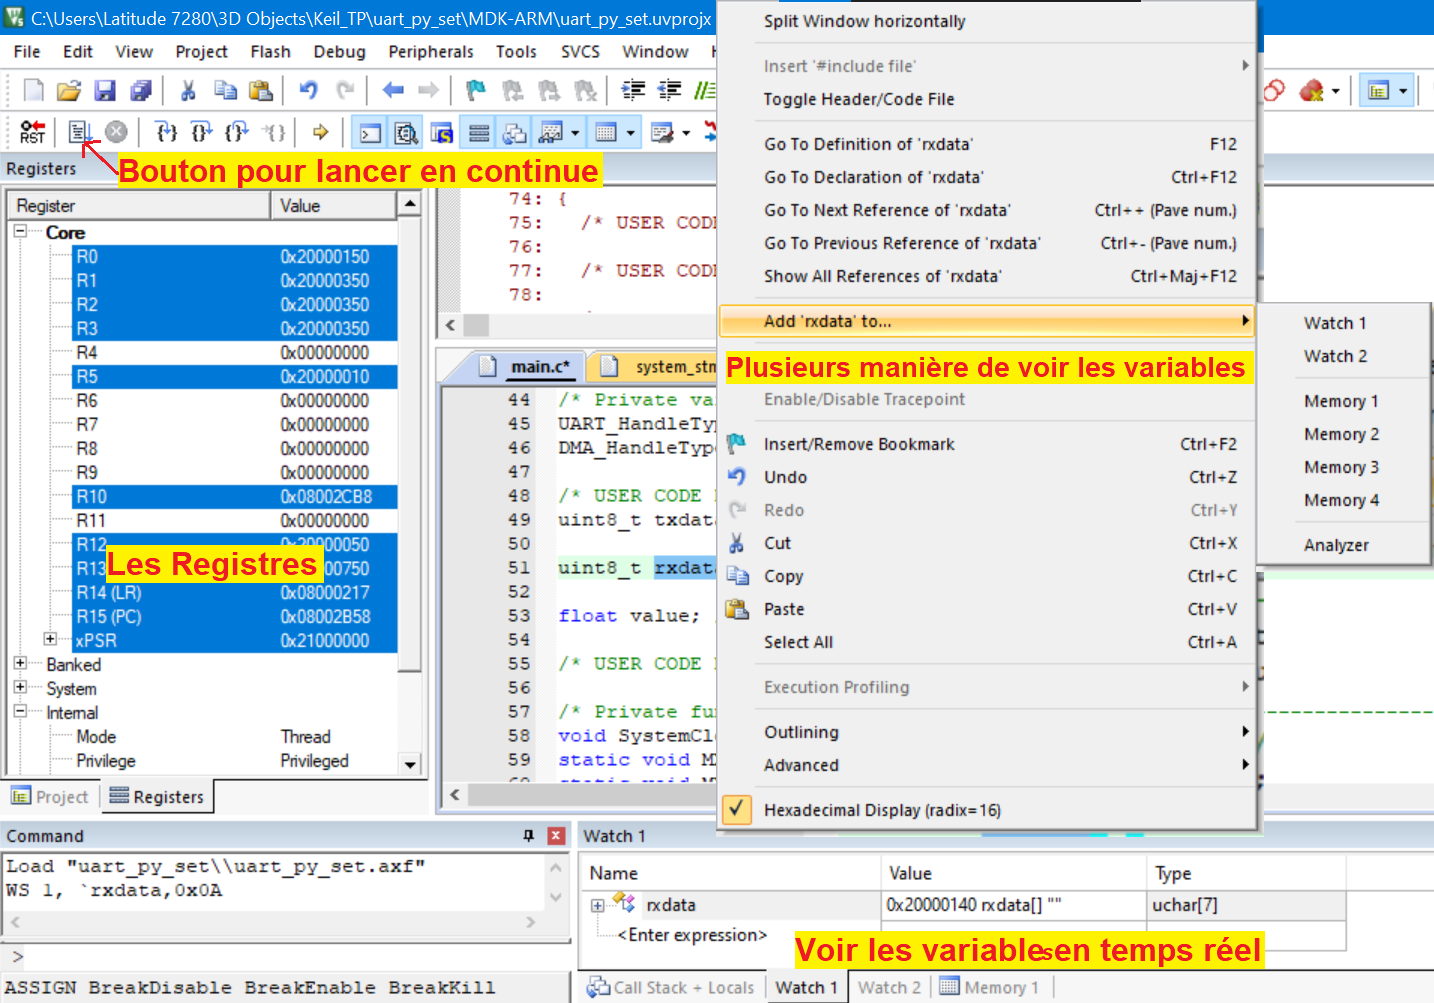 C:\Users\Latitude 7280\3D Objects\Keil_TP\uart_py_set\MDK-ARM\uart_py_set.uvprojx
File Edit View Project Flash Debug Peripherals Tools SVCS Window
RST
Bouton pour lancer en continue
Registers
Register Value
Core
R0 0x20000150
R1 0x20000350
R2 0x20000350
R3 0x20000350
R4 0x00000000
R5 0x20000010
R6 0x00000000
R7 0x00000000
R8 0x00000000
R9 0x00000000
R10 0x08002CB8
R11 0x00000000
R12 0x20000050
R13 000750
Les Registres
R14 (LR) 0x08000217
R15 (PC) 0x08002B58
xPSR 0x21000000
Banked
System
Internal
Mode Thread
Privilege Privileged
Project Registers
74: {
75: /* USER COD
76:
77: /* USER COD
78:
main.c* system_stm
44 /* Private va
45 UART_HandleTy
46 DMA_HandleType
47
48 /* USER CODE
49 uint8_t txdata
50
51 uint8_t rxdata
52
53 float value;
54
55 /* USER CODE
56
57 /* Private fu
58 void SystemCl
59 static void M
Split Window horizontally
Insert '#include file'
Toggle Header/Code File
Go To Definition of 'rxdata' F12
Go To Declaration of 'rxdata' Ctrl+F12
Go To Next Reference of 'rxdata' Ctrl++ (Pave num.)
Go To Previous Reference of 'rxdata' Ctrl+- (Pave num.)
Show All References of 'rxdata' Ctrl+Maj+F12
Add 'rxdata' to...
Plusieurs manière de voir les variables
Enable/Disable Tracepoint
Insert/Remove Bookmark Ctrl+F2
Undo Ctrl+Z
Redo Ctrl+Y
Cut Ctrl+X
Copy Ctrl+C
Paste Ctrl+V
Select All Ctrl+A
Execution Profiling
Outlining
Advanced
Hexadecimal Display (radix=16)
Watch 1
Watch 2
Memory 1
Memory 2
Memory 3
Memory 4
Analyzer
Command
Load "uart_py_set\\uart_py_set.axf"
WS 1, `rxdata,0x0A
>
ASSIGN BreakDisable BreakEnable BreakKill
Watch 1
Name Value Type
rxdata 0x20000140 rxdata[] "" uchar[7]
<Enter expression>
Voir les variables en temps réel
Call Stack + Locals Watch 1 Watch 2 Memory 1